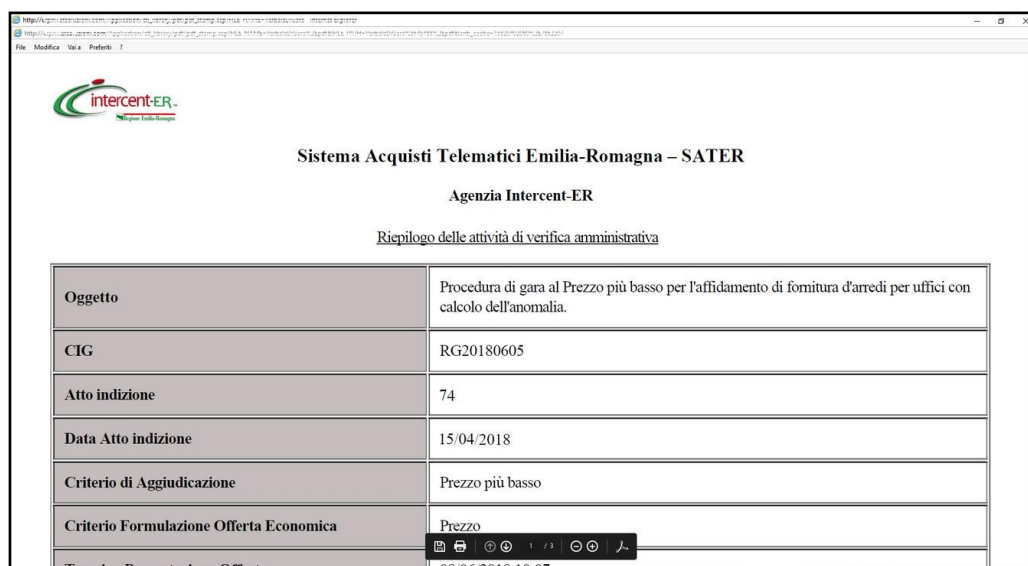 File Modifica Vai a Preferiti ?
intercent-ER
Regione Emilia-Romagna
Sistema Acquisti Telematici Emilia-Romagna – SATER
Agenzia Intercent-ER
Riepilogo delle attività di verifica amministrativa
Oggetto
Procedura di gara al Prezzo più basso per l'affidamento di fornitura d'arredi per uffici con
calcolo dell'anomalia.
CIG
RG20180605
Atto indizione
74
Data Atto indizione
15/04/2018
Criterio di Aggiudicazione
Prezzo più basso
Criterio Formulazione Offerta Economica
Prezzo
1 / 3